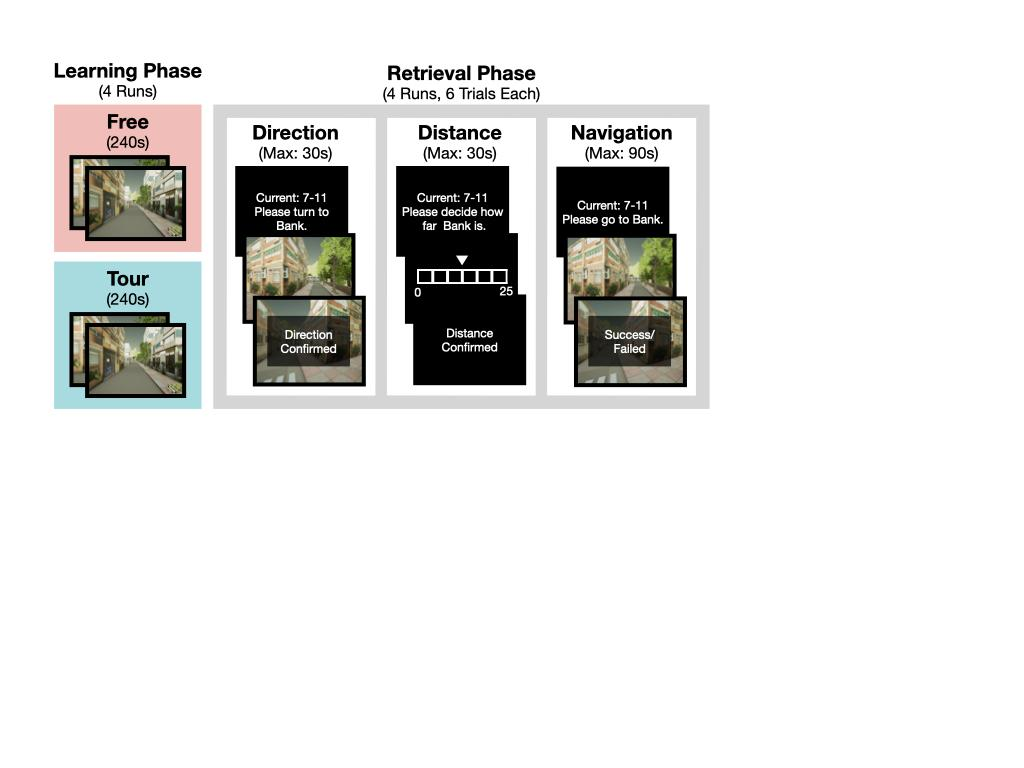 Learning Phase
(4 Runs)
Free
(240s)
Tour
(240s)
Retrieval Phase
(4 Runs, 6 Trials Each)
Direction
(Max: 30s)
Current: 7-11
Please turn to
Bank.
Direction
Confirmed
Distance
(Max: 30s)
Current: 7-11
Please decide how
far Bank is.
0 25
Distance
Confirmed
Navigation
(Max: 90s)
Current: 7-11
Please go to Bank.
Success/
Failed